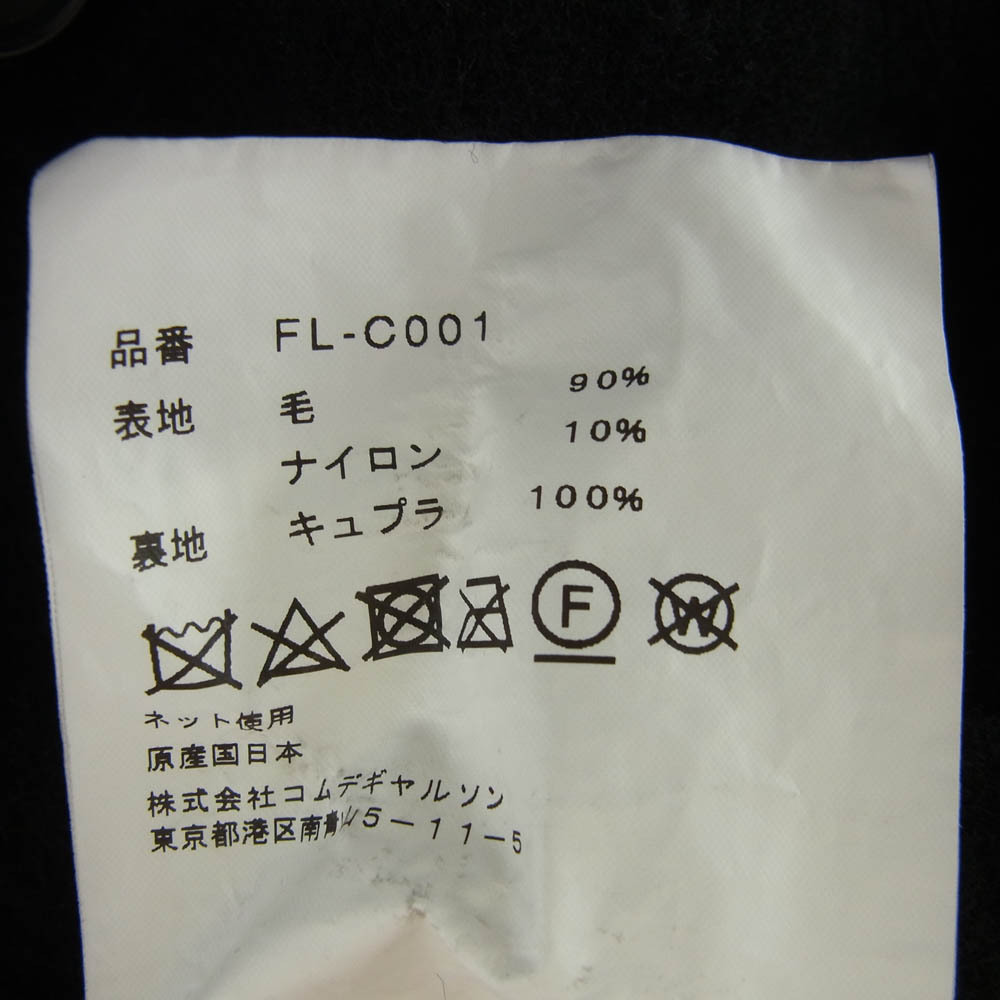 品番 FL-C001
表地 毛 90%
ナイロン 10%
裏地 キュプラ 100%
F W
ネット使用
原産国日本
株式会社コムデギャルソン
東京都港区南青山5-11-5